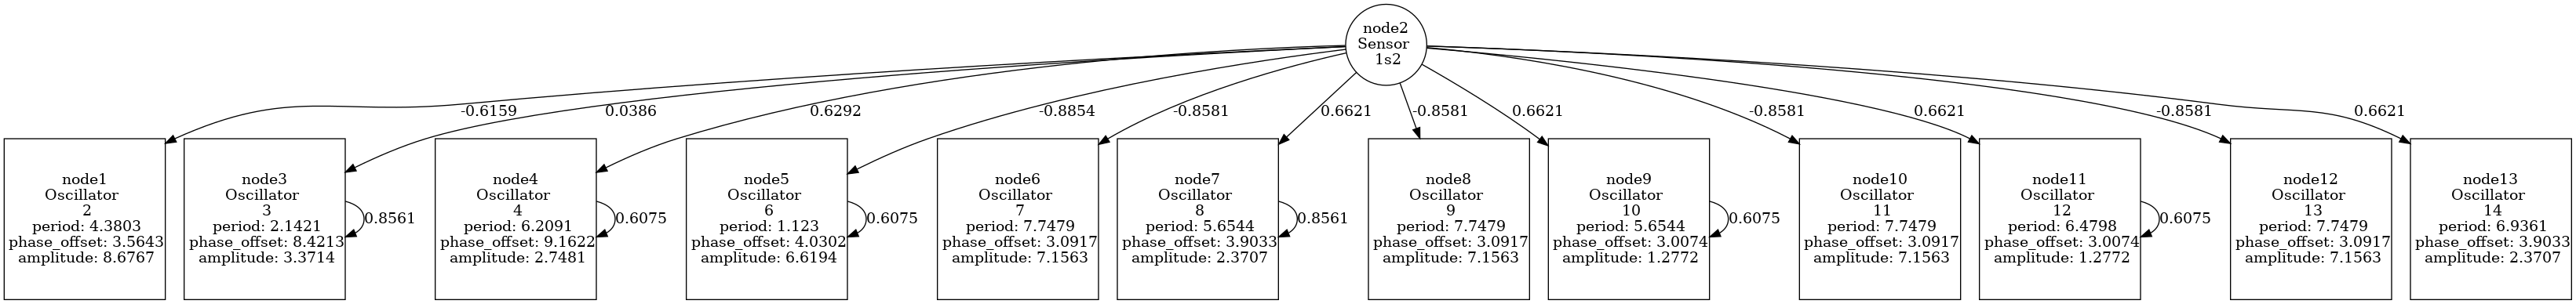 node2
Sensor
1s2
-0.6159
0.0386
0.6292
-0.8854
-0.8581
0.6621
-0.8581
0.6621
-0.8581
0.6621
-0.8581
0.6621
node1
Oscillator
2
period: 4.3803
phase_offset: 3.5643
amplitude: 8.6767
node3
Oscillator
3
period: 2.1421
phase_offset: 8.4213
amplitude: 3.3714
0.8561
node4
Oscillator
4
period: 6.2091
phase_offset: 9.1622
amplitude: 2.7481
0.6075
node5
Oscillator
6
period: 1.123
phase_offset: 4.0302
amplitude: 6.6194
0.6075
node6
Oscillator
7
period: 7.7479
phase_offset: 3.0917
amplitude: 7.1563
node7
Oscillator
8
period: 5.6544
phase_offset: 3.9033
amplitude: 2.3707
0.8561
node8
Oscillator
9
period: 7.7479
phase_offset: 3.0917
amplitude: 7.1563
node9
Oscillator
10
period: 5.6544
phase_offset: 3.0074
amplitude: 1.2772
0.6075
node10
Oscillator
11
period: 7.7479
phase_offset: 3.0917
amplitude: 7.1563
node11
Oscillator
12
period: 6.4798
phase_offset: 3.0074
amplitude: 1.2772
0.6075
node12
Oscillator
13
period: 7.7479
phase_offset: 3.0917
amplitude: 7.1563
node13
Oscillator
14
period: 6.9361
phase_offset: 3.9033
amplitude: 2.3707